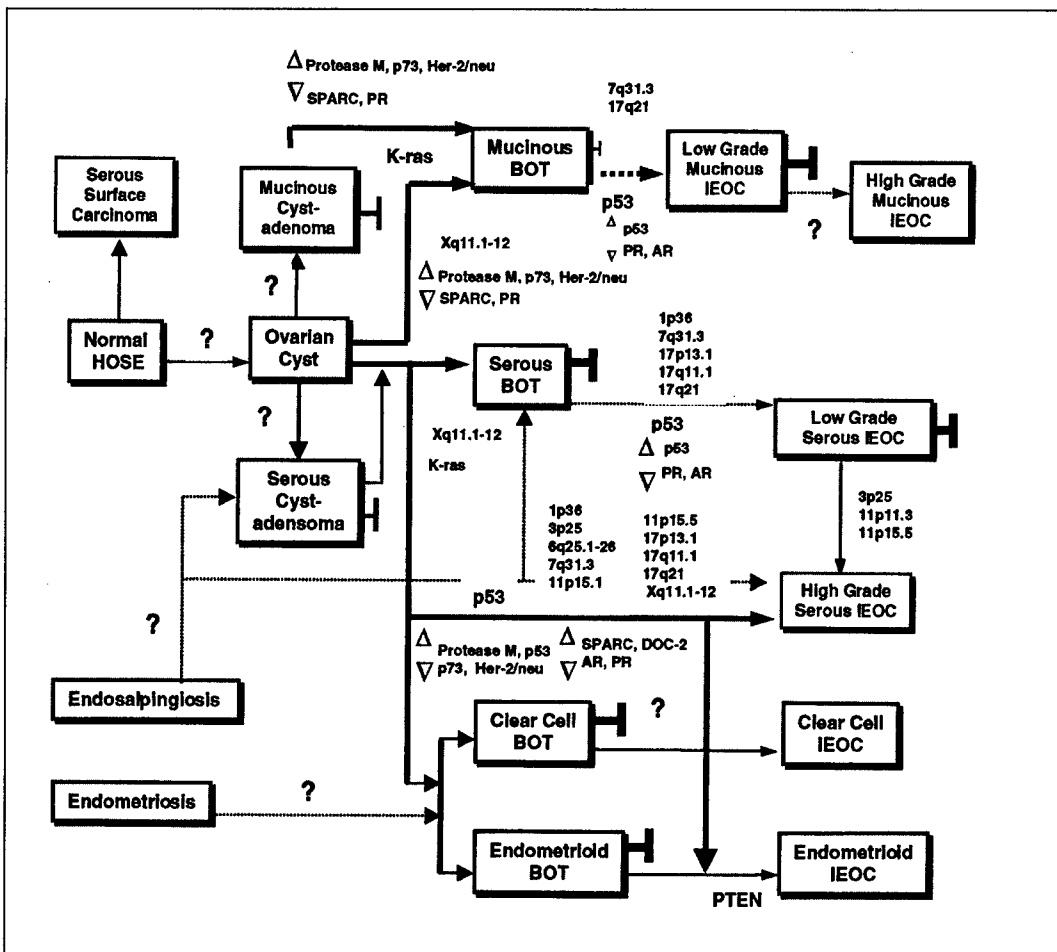 Δ Protease M, p73, Her-2/neu
∇ SPARC, PR
7q31.3
17q21
Serous
Surface
Carcinoma
Mucinous
Cyst-
adenoma
K-ras
Mucinous
BOT
Low Grade
Mucinous
IEOC
High Grade
Mucinous
IEOC
?
p53
Δ p53
∇ PR, AR
Xq11.1-12
Δ Protease M, p73, Her-2/neu
∇ SPARC, PR
?
Normal
HOSE
?
Ovarian
Cyst
Serous
BOT
1p36
7q31.3
17p13.1
17q11.1
17q21
?
Xq11.1-12
K-ras
p53
Δ p53
∇ PR, AR
Low Grade
Serous IEOC
Serous
Cyst-
adensoma
1p36
3p25
6q25.1-26
7q31.3
11p15.1
11p15.5
17p13.1
17q11.1
17q21
Xq11.1-12
3p25
11p11.3
11p15.5
High Grade
Serous IEOC
?
p53
Δ Protease M, p53
∇ p73, Her-2/neu
Δ SPARC, DOC-2
∇ AR, PR
Endosalpingiosis
Clear Cell
BOT
?
Clear Cell
IEOC
Endometriosis
?
Endometrioid
BOT
PTEN
Endometrioid
IEOC